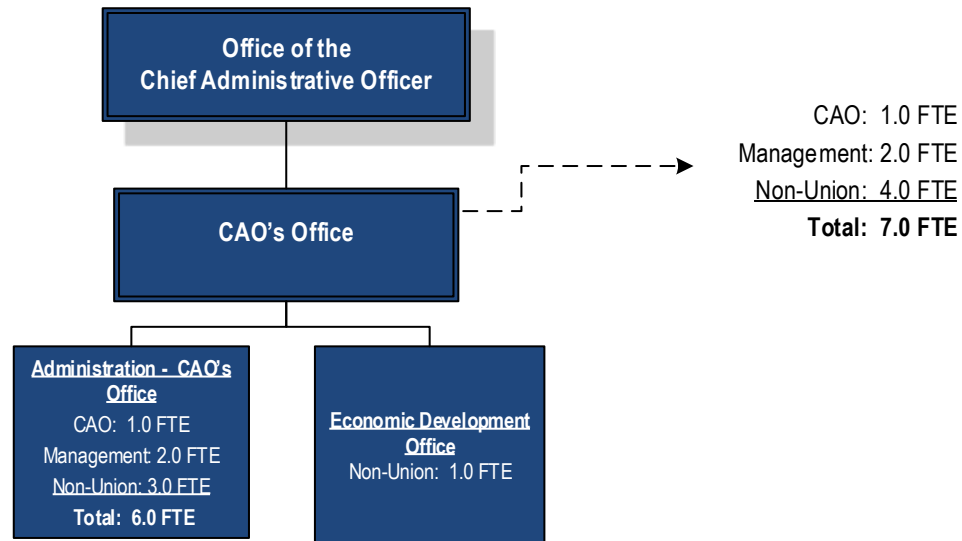 Office of the
Chief Administrative Officer
CAO: 1.0 FTE
Management: 2.0 FTE
Non-Union: 4.0 FTE
Total: 7.0 FTE
CAO's Office
Administration - CAO's
Office
CAO: 1.0 FTE
Management: 2.0 FTE
Non-Union: 3.0 FTE
Total: 6.0 FTE
Economic Development
Office
Non-Union: 1.0 FTE